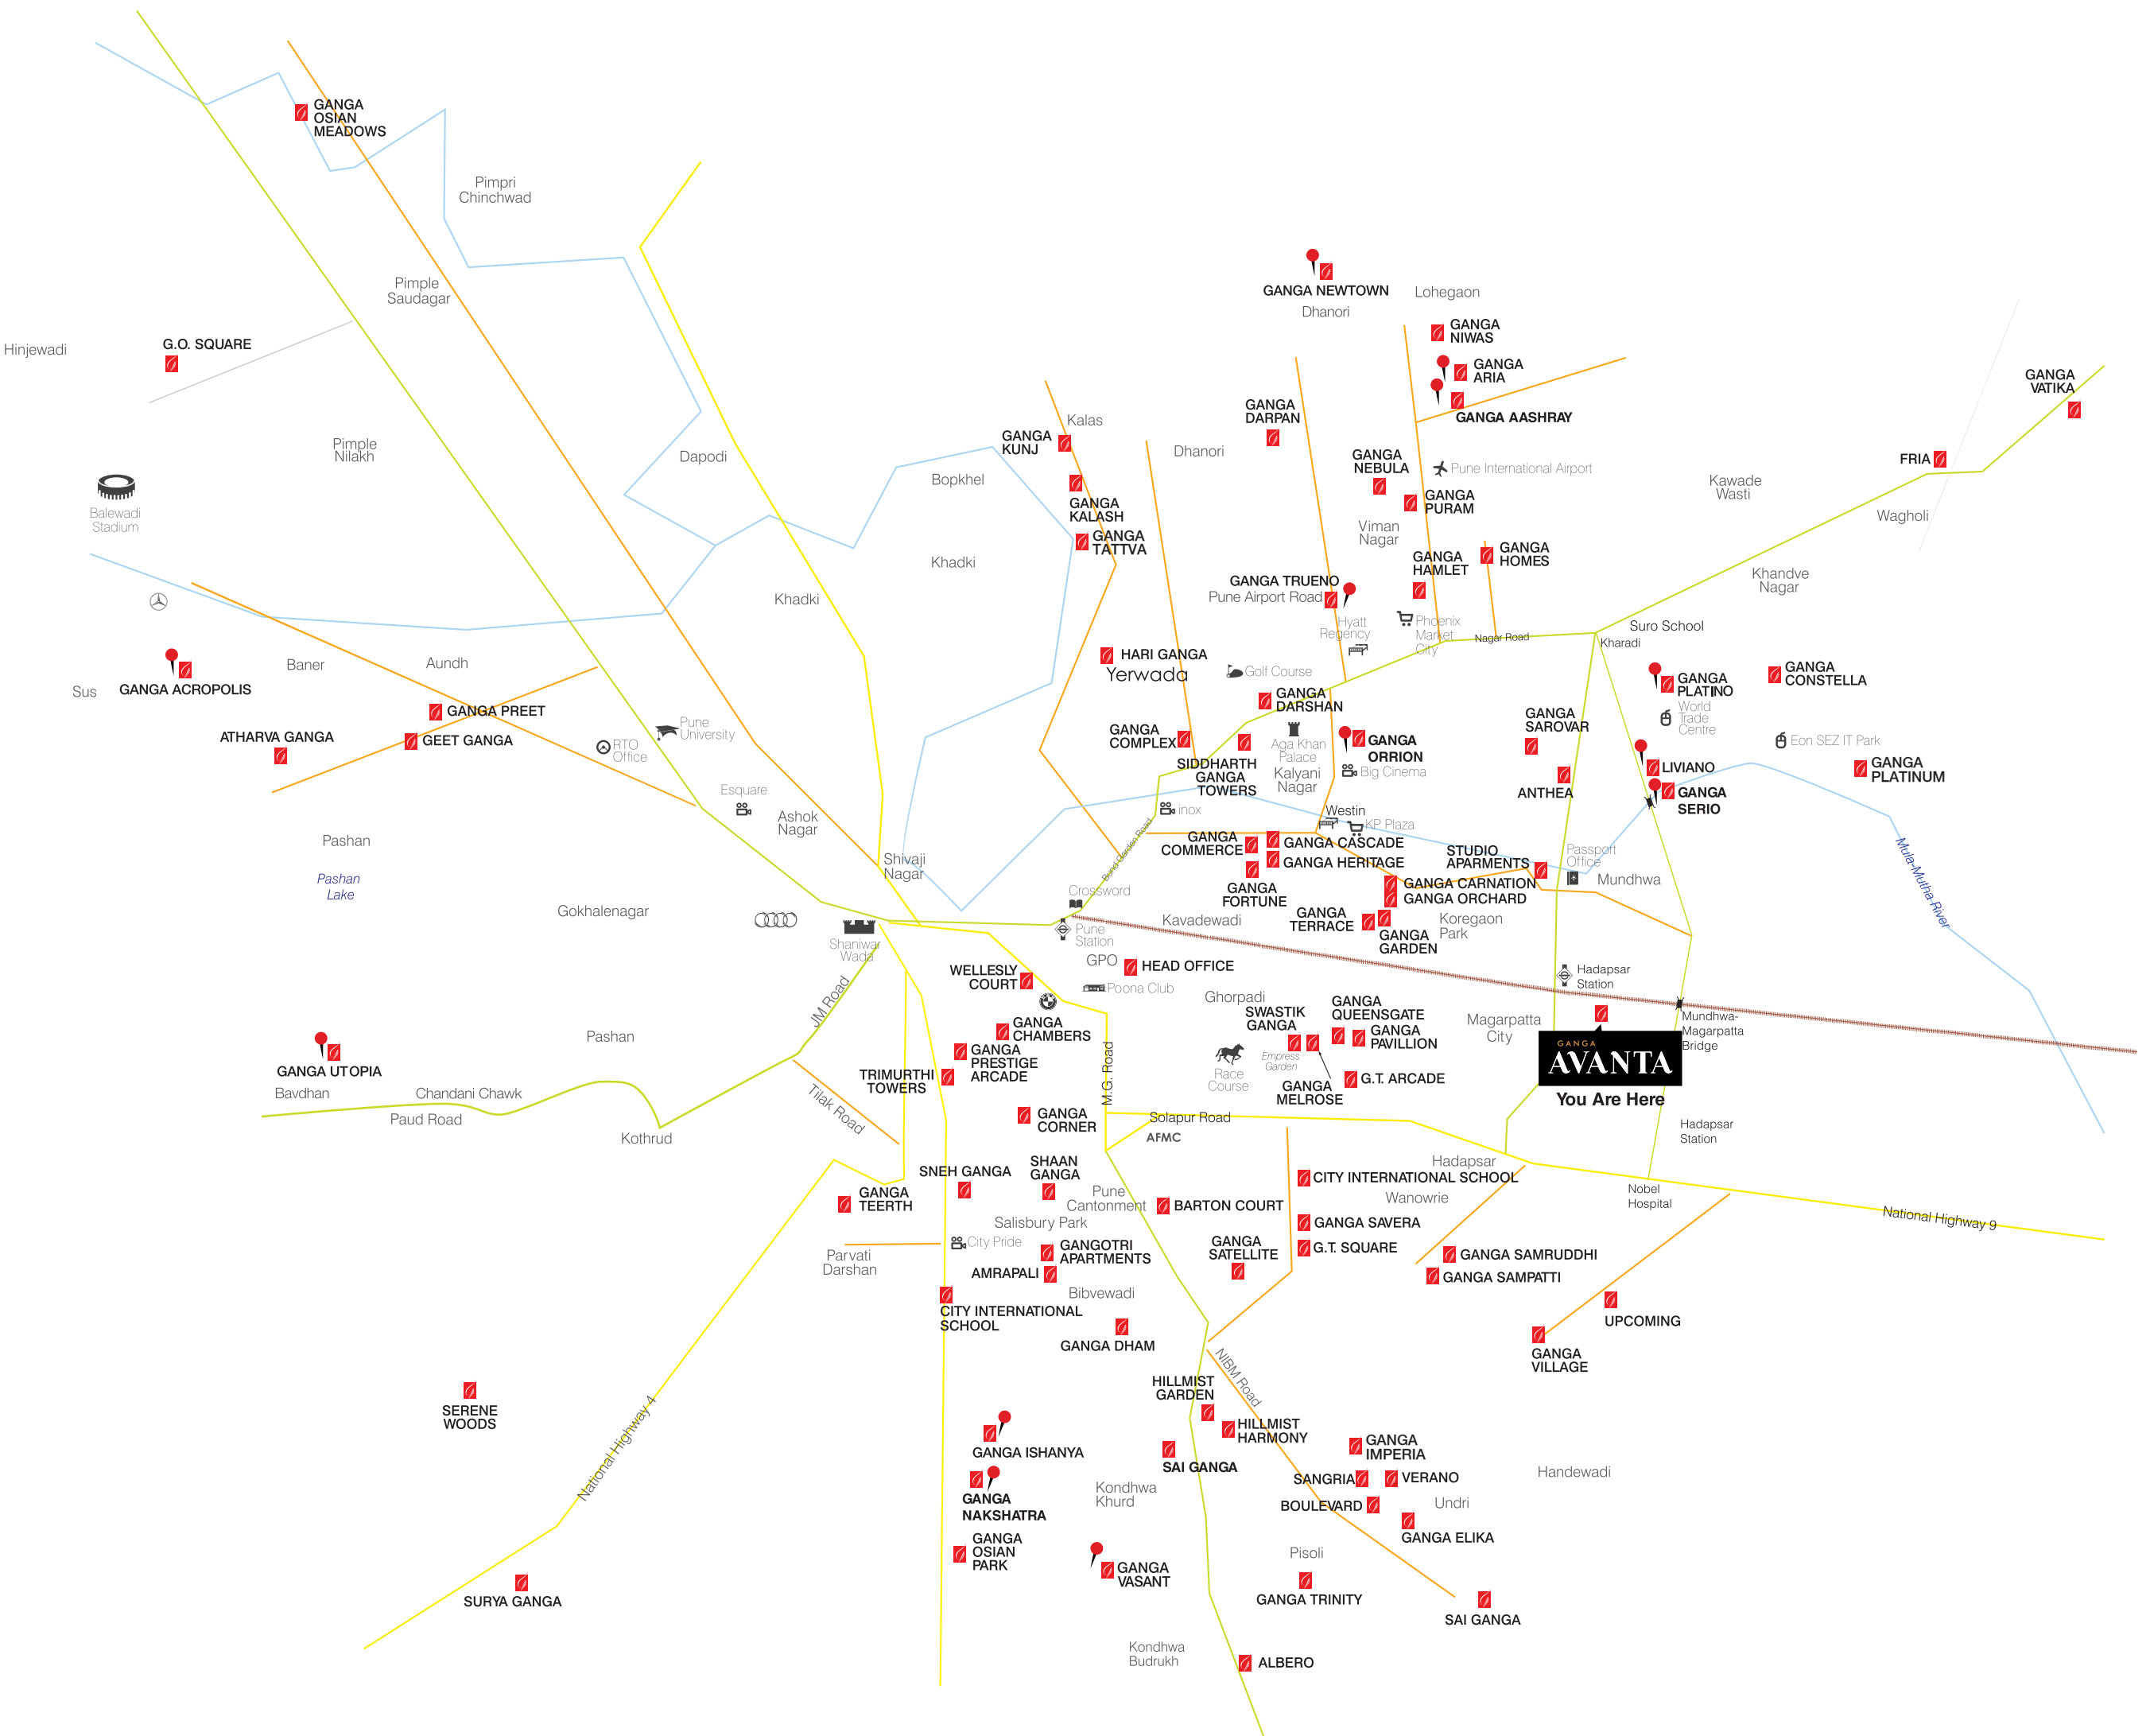 GANGA
OSIAN
MEADOWS
Pimpri
Chinchwad
Pimple
Saudagar
Hinjewadi
G.O. SQUARE
Pimple
Nilakh
Balewadi
Stadium
Dapodi
Khadki
GANGA NEWTOWN
Dhanori
Lohegaon
GANGA
NIWAS
GANGA
ARIA
GANGA AASHRAY
GANGA
VATIKA
FRIA
Kawade
Wasti
Wagholi
Khandve
Nagar
Kalas
GANGA
KUNJ
GANGA
KALASH
GANGA
TATTVA
Bopkhel
Khadki
Dhanori
GANGA
DARPAN
GANGA
NEBULA
Pune International Airport
GANGA
PURAM
Viman
Nagar
GANGA
HAMLET
GANGA
HOMES
GANGA TRUENO
Pune Airport Road
Hyatt
Regency
Phoenix
Market
City
Nagar Road
Suro School
Kharadi
HARI GANGA
Yerwada
Golf Course
GANGA
DARSHAN
GANGA
PLATINO
World
Trade
Centre
GANGA
CONSTELLA
Eon SEZ IT Park
GANGA
PLATINUM
GANGA
SAROVAR
LIVIANO
ANTHEA
GANGA
SERIO
GANGA
COMPLEX
SIDDHARTH
GANGA
TOWERS
Aga Khan
Palace
Kalyani
Nagar
GANGA
ORRION
Big Cinema
Westin
KP Plaza
inox
Bund Garden Road
Mula-Mutha River
Sus
GANGA ACROPOLIS
Baner
Aundh
GANGA PREET
ATHARVA GANGA
GEET GANGA
RTO
Office
Pune
University
Esquare
Ashok
Nagar
Shivaji
Nagar
Pashan
Pashan
Lake
Gokhalenagar
Shaniwar
Wada
GANGA
COMMERCE
GANGA CASCADE
GANGA HERITAGE
GANGA
FORTUNE
STUDIO
APARMENTS
Passport
Office
Mundhwa
GANGA CARNATION
GANGA ORCHARD
GANGA
TERRACE
GANGA
GARDEN
Koregaon
Park
Kavadewadi
Crossword
Pune
Station
GPO
HEAD OFFICE
Poona Club
WELLESLY
COURT
GANGA
CHAMBERS
GANGA
PRESTIGE
ARCADE
TRIMURTHI
TOWERS
GANGA
CORNER
M.G. Road
Ghorpadi
SWASTIK
GANGA
GANGA
QUEENSGATE
GANGA
PAVILLION
Empress
Garden
Race
Course
GANGA
MELROSE
G.T. ARCADE
Magarpatta
City
Hadapsar
Station
Mundhwa-
Magarpatta
Bridge
GANGA
AVANTA
You Are Here
Hadapsar
Station
GANGA UTOPIA
Bavdhan
Pashan
Chandani Chawk
Paud Road
Kothrud
JM Road
Tilak Road
Solapur Road
AFMC
Hadapsar
CITY INTERNATIONAL SCHOOL
Wanowrie
Nobel
Hospital
National Highway 9
SNEH GANGA
SHAAN
GANGA
GANGA
TEERTH
Pune
Cantonment
BARTON COURT
Salisbury Park
GANGA SAVERA
Parvati
Darshan
City Pride
GANGOTRI
APARTMENTS
AMRAPALI
GANGA
SATELLITE
G.T. SQUARE
GANGA SAMRUDDHI
GANGA SAMPATTI
Bibvewadi
CITY INTERNATIONAL
SCHOOL
GANGA DHAM
UPCOMING
GANGA
VILLAGE
NIBM Road
HILLMIST
GARDEN
HILLMIST
HARMONY
SERENE
WOODS
National Highway 4
GANGA ISHANYA
SAI GANGA
GANGA
IMPERIA
SANGRIA
VERANO
BOULEVARD
Undri
Handewadi
GANGA
NAKSHATRA
Kondhwa
Khurd
GANGA ELIKA
GANGA
OSIAN
PARK
GANGA
VASANT
Pisoli
GANGA TRINITY
SURYA GANGA
SAI GANGA
Kondhwa
Budrukh
ALBERO